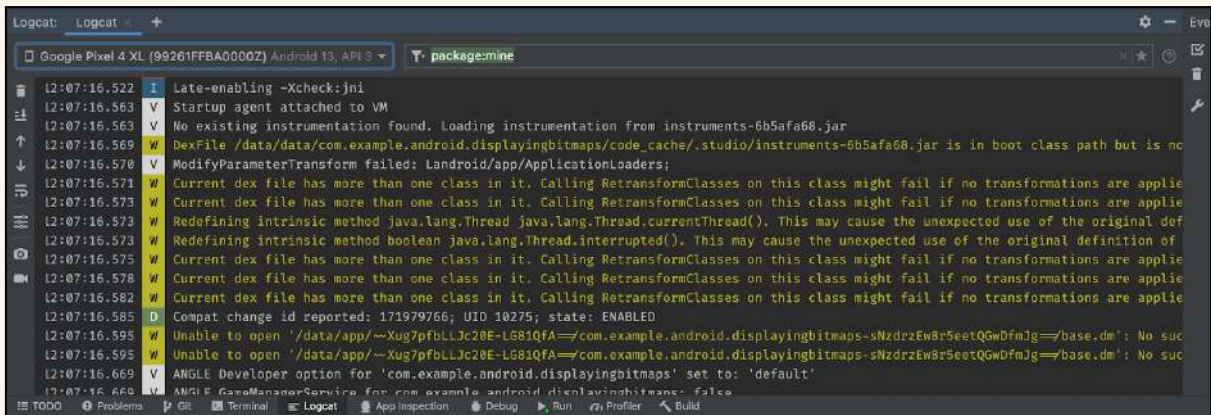 Logcat: Logcat × + Eve
Google Pixel 4 XL (99261FFBA0000Z) Android 13, API 3 package:mine
12:07:16.522 I Late-enabling -Xcheck:jni
12:07:16.563 V Startup agent attached to VM
12:07:16.563 V No existing instrumentation found. Loading instrumentation from instruments-6b5afa68.jar
12:07:16.569 W DexFile /data/data/com.example.android.displayingbitmaps/code_cache/.studio/instruments-6b5afa68.jar is in boot class path but is no
12:07:16.570 V ModifyParameterTransform failed: Landroid/app/ApplicationLoaders;
12:07:16.571 W Current dex file has more than one class in it. Calling RetransformClasses on this class might fail if no transformations are applie
12:07:16.573 W Current dex file has more than one class in it. Calling RetransformClasses on this class might fail if no transformations are applie
12:07:16.573 W Redefining intrinsic method java.lang.Thread java.lang.Thread.currentThread(). This may cause the unexpected use of the original def
12:07:16.573 W Redefining intrinsic method boolean java.lang.Thread.interrupted(). This may cause the unexpected use of the original definition of
12:07:16.575 W Current dex file has more than one class in it. Calling RetransformClasses on this class might fail if no transformations are applie
12:07:16.578 W Current dex file has more than one class in it. Calling RetransformClasses on this class might fail if no transformations are applie
12:07:16.582 W Current dex file has more than one class in it. Calling RetransformClasses on this class might fail if no transformations are applie
12:07:16.585 D Compat change id reported: 171979766; UID 10275; state: ENABLED
12:07:16.595 W Unable to open '/data/app/~~Xug7pfbLLJc20E-LG81QfA==/com.example.android.displayingbitmaps-sNzdrzEw8r5eetQGwDfmJg==/base.dm': No suc
12:07:16.595 W Unable to open '/data/app/~~Xug7pfbLLJc20E-LG81QfA==/com.example.android.displayingbitmaps-sNzdrzEw8r5eetQGwDfmJg==/base.dm': No suc
12:07:16.669 V ANGLE Developer option for 'com.example.android.displayingbitmaps' set to: 'default'
12:07:16.669 V ANGLE GameManagerService for com.example.android.displayingbitmaps: false
TODO Problems Git Terminal Logcat App Inspection Debug Run Profiler Build